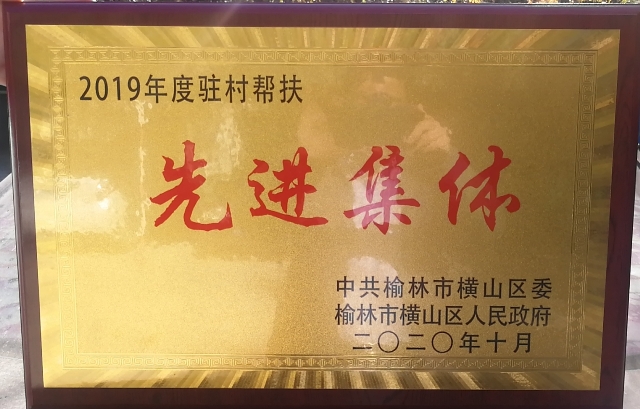 2019年度驻村帮扶
先进集体
中共榆林市横山区委
榆林市横山区人民政府
二〇二〇年十月